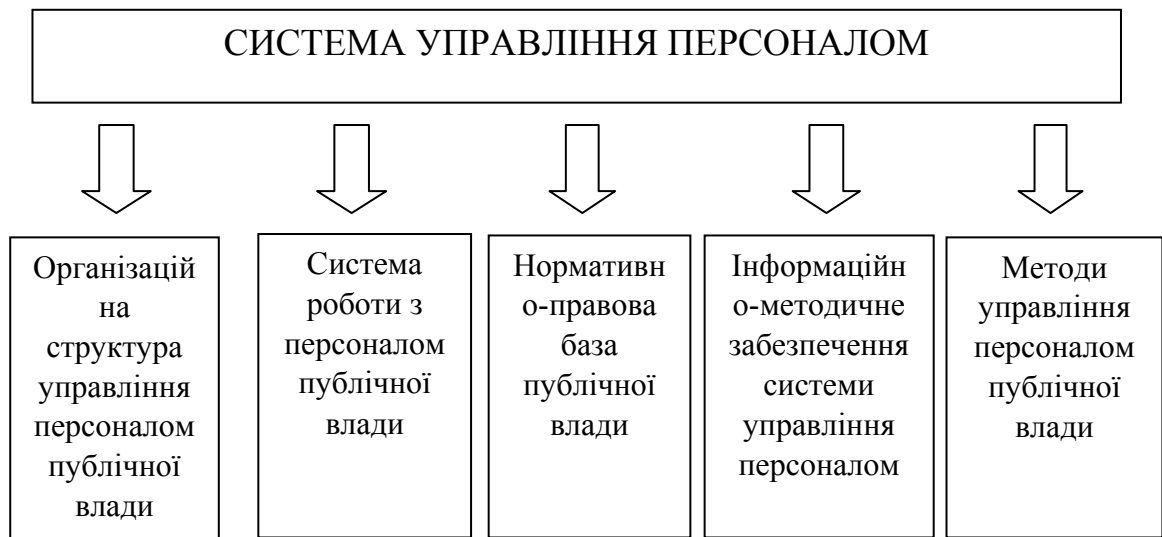 СИСТЕМА УПРАВЛІННЯ ПЕРСОНАЛОМ
Організацій
на
структура
управління
персоналом
публічної
влади
Система
роботи з
персоналом
публічної
влади
Нормативн
о-правова
база
публічної
влади
Інформаційн
о-методичне
забезпечення
системи
управління
персоналом
Методи
управління
персоналом
публічної
влади